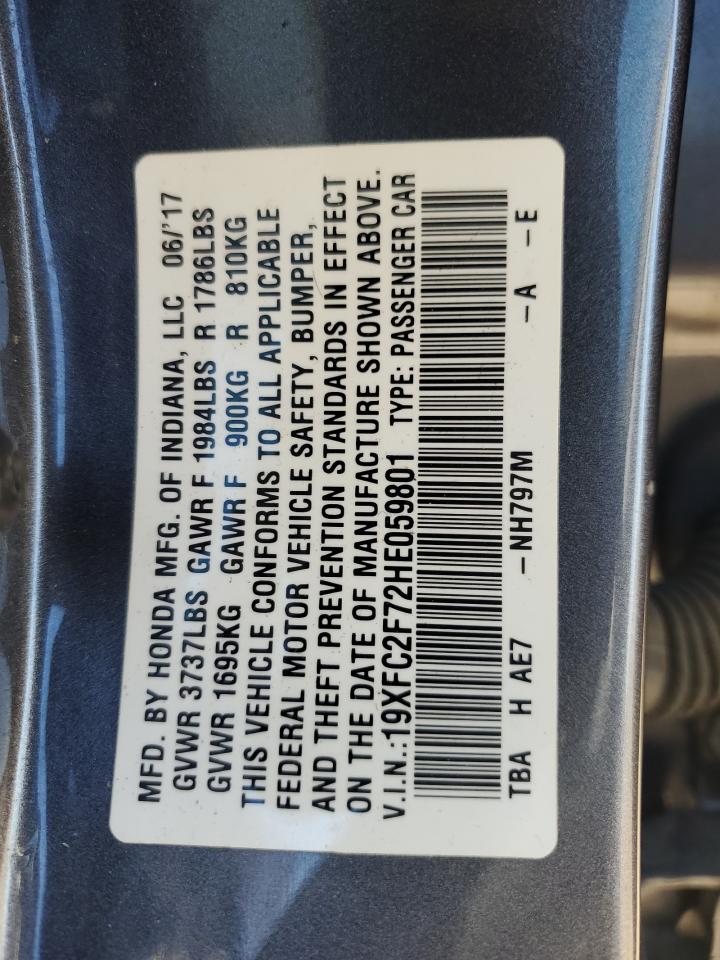 MFD. BY HONDA MFG. OF INDIANA, LLC 06/'17
GVWR 3737LBS GAWR F 1984LBS R 1786LBS
GVWR 1695KG GAWR F 900KG R 810KG
THIS VEHICLE CONFORMS TO ALL APPLICABLE
FEDERAL MOTOR VEHICLE SAFETY, BUMPER,
AND THEFT PREVENTION STANDARDS IN EFFECT
ON THE DATE OF MANUFACTURE SHOWN ABOVE.
V.I.N.:19XFC2F72HE059801 TYPE: PASSENGER CAR
TBA H AE7 –NH797M –A –E